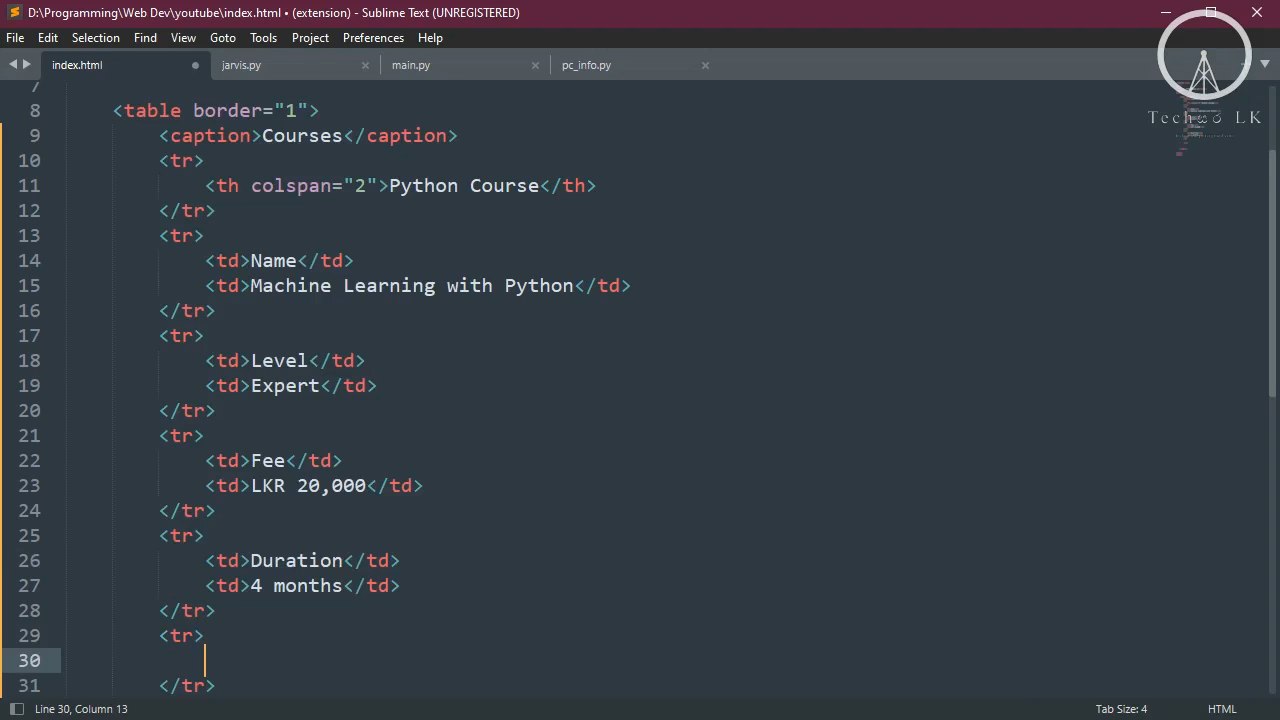 D:\Programming\Web Dev\youtube\index.html • (extension) - Sublime Text (UNREGISTERED)
File Edit Selection Find View Goto Tools Project Preferences Help
index.html jarvis.py main.py pc_info.py
Techno LK
7
8 <table border="1">
9 <caption>Courses</caption>
10 <tr>
11 <th colspan="2">Python Course</th>
12 </tr>
13 <tr>
14 <td>Name</td>
15 <td>Machine Learning with Python</td>
16 </tr>
17 <tr>
18 <td>Level</td>
19 <td>Expert</td>
20 </tr>
21 <tr>
22 <td>Fee</td>
23 <td>LKR 20,000</td>
24 </tr>
25 <tr>
26 <td>Duration</td>
27 <td>4 months</td>
28 </tr>
29 <tr>
30
31 </tr>
Line 30, Column 13 Tab Size: 4 HTML